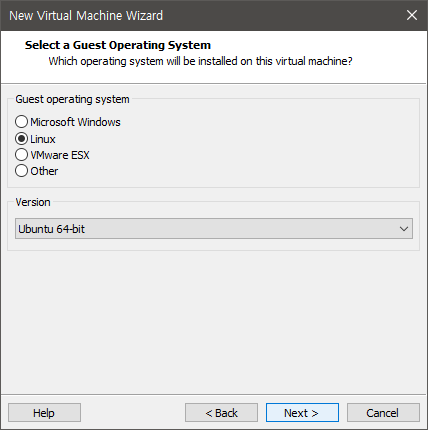 New Virtual Machine Wizard
Select a Guest Operating System
Which operating system will be installed on this virtual machine?
Guest operating system
Microsoft Windows
Linux
VMware ESX
Other
Version
Ubuntu 64-bit
Help
< Back
Next >
Cancel